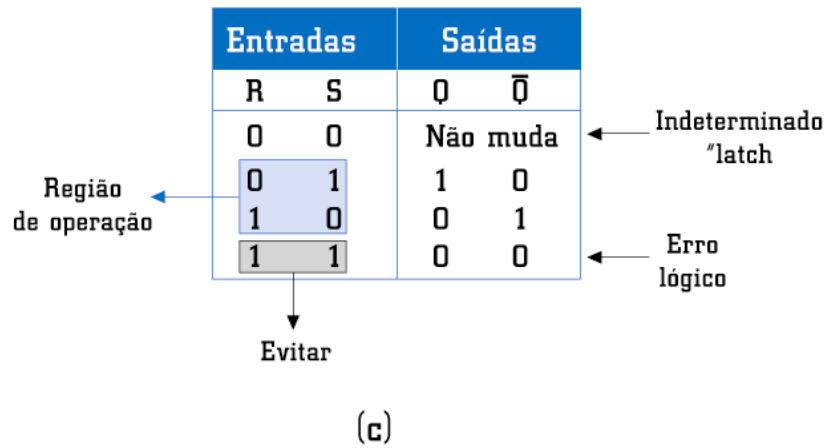 Entradas Saídas
R S Q Q̅
0 0 Não muda
Indeterminado
"latch
0 1 1 0
Região
de operação
1 0 0 1
1 1 0 0
Erro
lógico
Evitar
(c)